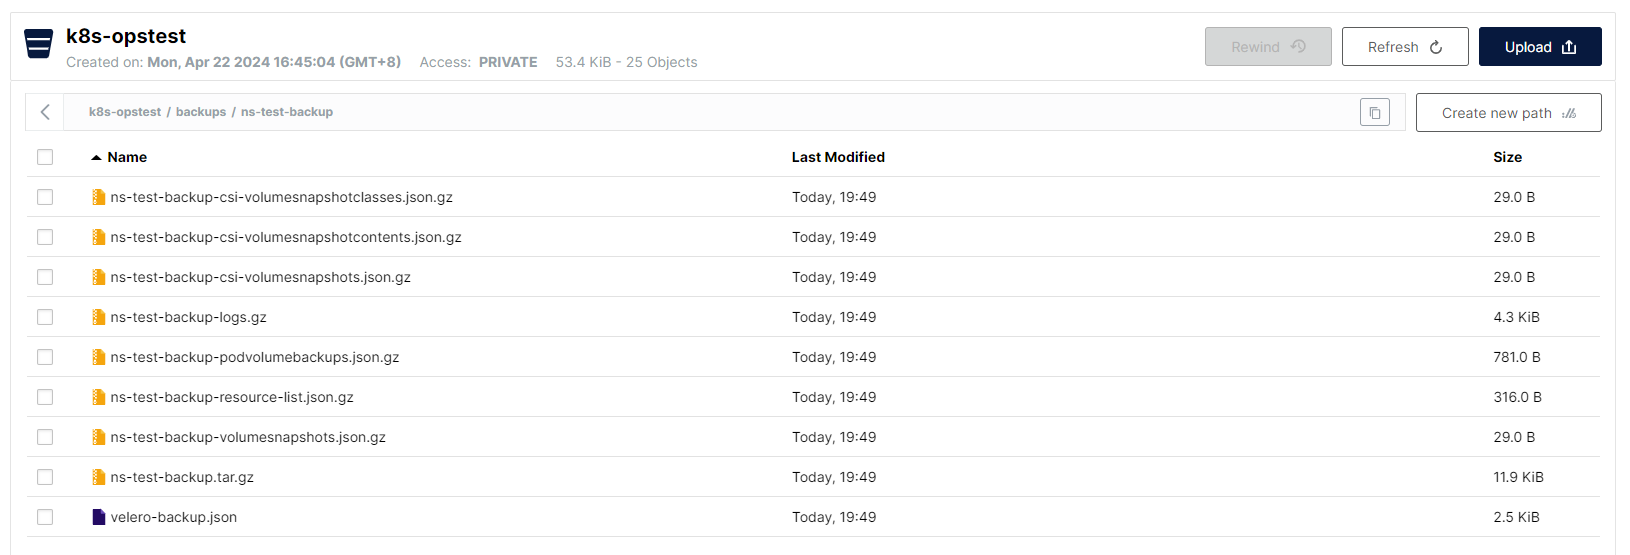 k8s-opstest
Created on: Mon, Apr 22 2024 16:45:04 (GMT+8) Access: PRIVATE 53.4 KiB - 25 Objects
Rewind Refresh Upload
k8s-opstest / backups / ns-test-backup
Create new path
Name Last Modified Size
ns-test-backup-csi-volumesnapshotclasses.json.gz Today, 19:49 29.0 B
ns-test-backup-csi-volumesnapshotcontents.json.gz Today, 19:49 29.0 B
ns-test-backup-csi-volumesnapshots.json.gz Today, 19:49 29.0 B
ns-test-backup-logs.gz Today, 19:49 4.3 KiB
ns-test-backup-podvolumebackups.json.gz Today, 19:49 781.0 B
ns-test-backup-resource-list.json.gz Today, 19:49 316.0 B
ns-test-backup-volumesnapshots.json.gz Today, 19:49 29.0 B
ns-test-backup.tar.gz Today, 19:49 11.9 KiB
velero-backup.json Today, 19:49 2.5 KiB